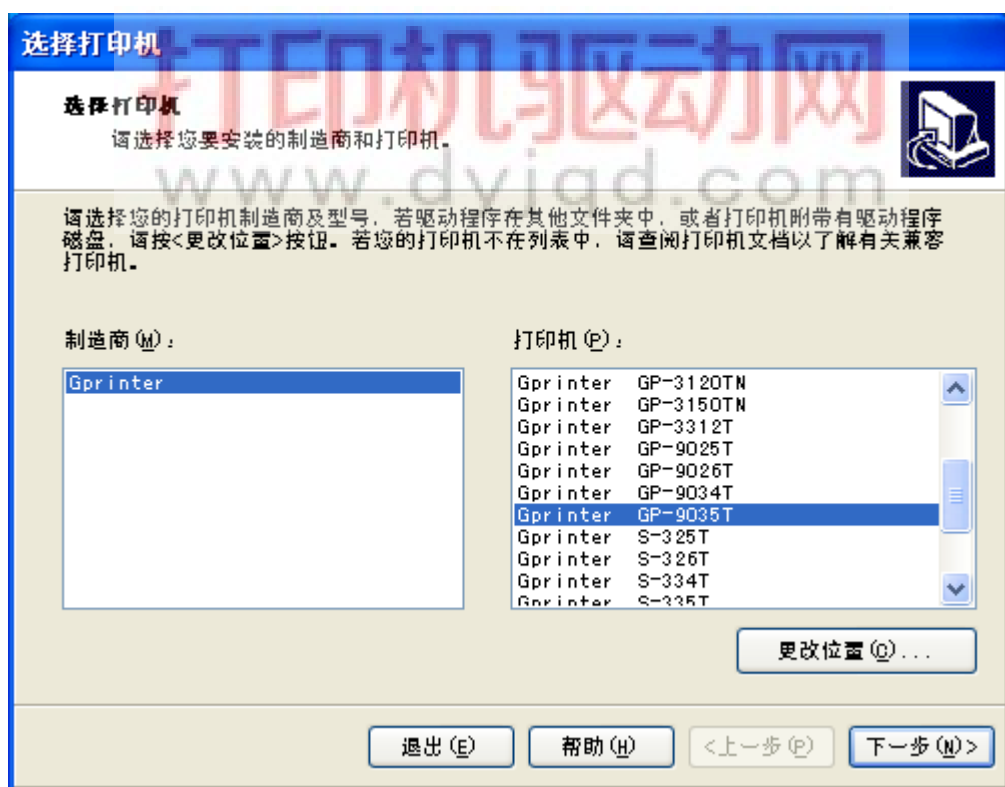 选择打印机
打印机驱动网
选择打印机
请选择您要安装的制造商和打印机。
www.dyjqd.com
请选择您的打印机制造商及型号，若驱动程序在其他文件夹中，或者打印机附带有驱动程序
磁盘，请按<更改位置>按钮。若您的打印机不在列表中，请查阅打印机文档以了解有关兼容
打印机。
制造商(M)：
打印机(P)：
Gprinter
Gprinter GP-3120TN
Gprinter GP-3150TN
Gprinter GP-3312T
Gprinter GP-9025T
Gprinter GP-9026T
Gprinter GP-9034T
Gprinter GP-9035T
Gprinter S-325T
Gprinter S-326T
Gprinter S-334T
Gprinter S-335T
更改位置(C)...
退出(E)
帮助(H)
<上一步(P)
下一步(N)>